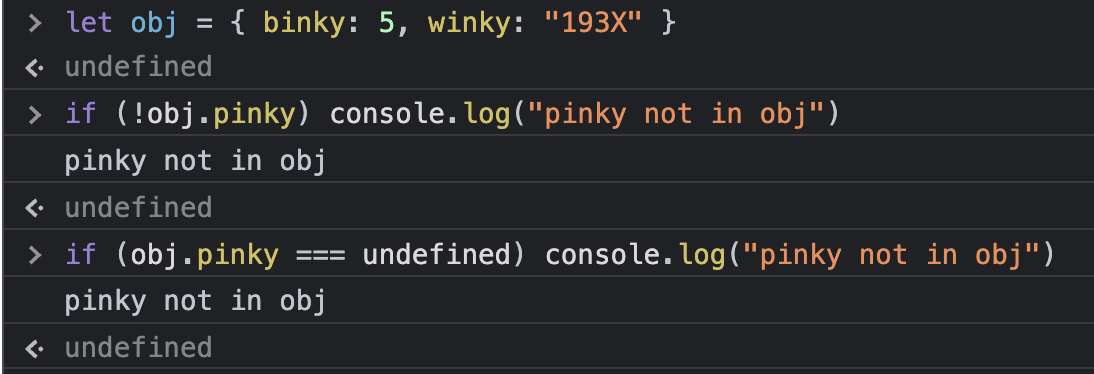 > let obj = { binky: 5, winky: "193X" }
undefined
> if (!obj.pinky) console.log("pinky not in obj")
pinky not in obj
undefined
> if (obj.pinky === undefined) console.log("pinky not in obj")
pinky not in obj
undefined